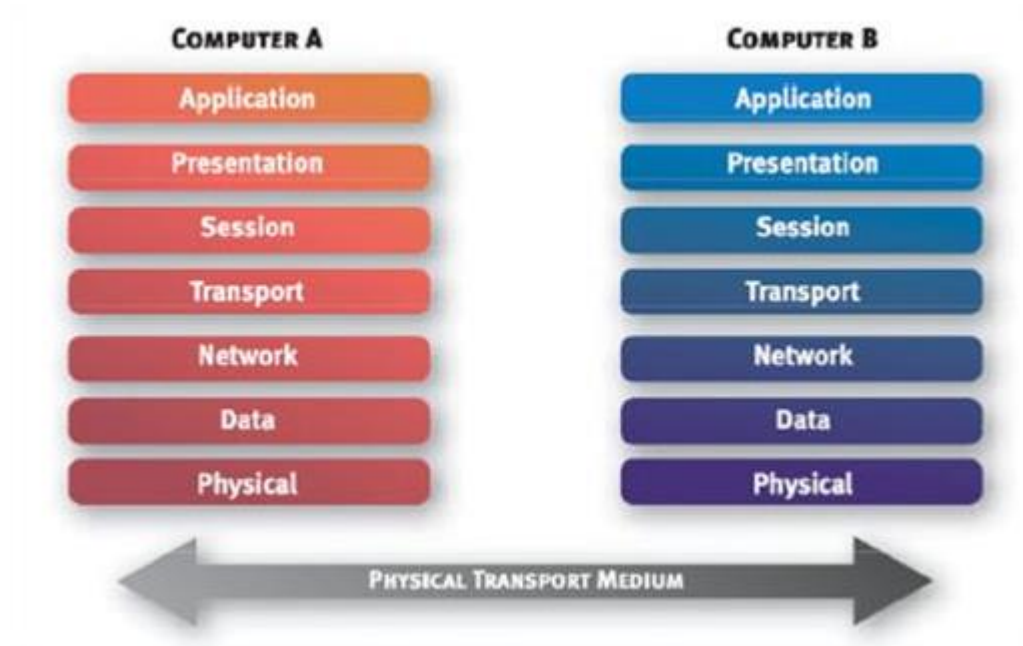 COMPUTER A
COMPUTER B
Application
Application
Presentation
Presentation
Session
Session
Transport
Transport
Network
Network
Data
Data
Physical
Physical
PHYSICAL TRANSPORT MEDIUM